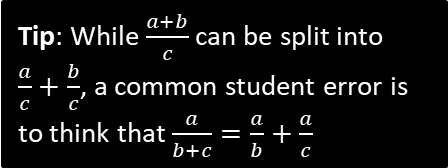 Tip: While (a+b)/c can be split into
a/c + b/c, a common student error is
to think that a/(b+c) = a/b + a/c